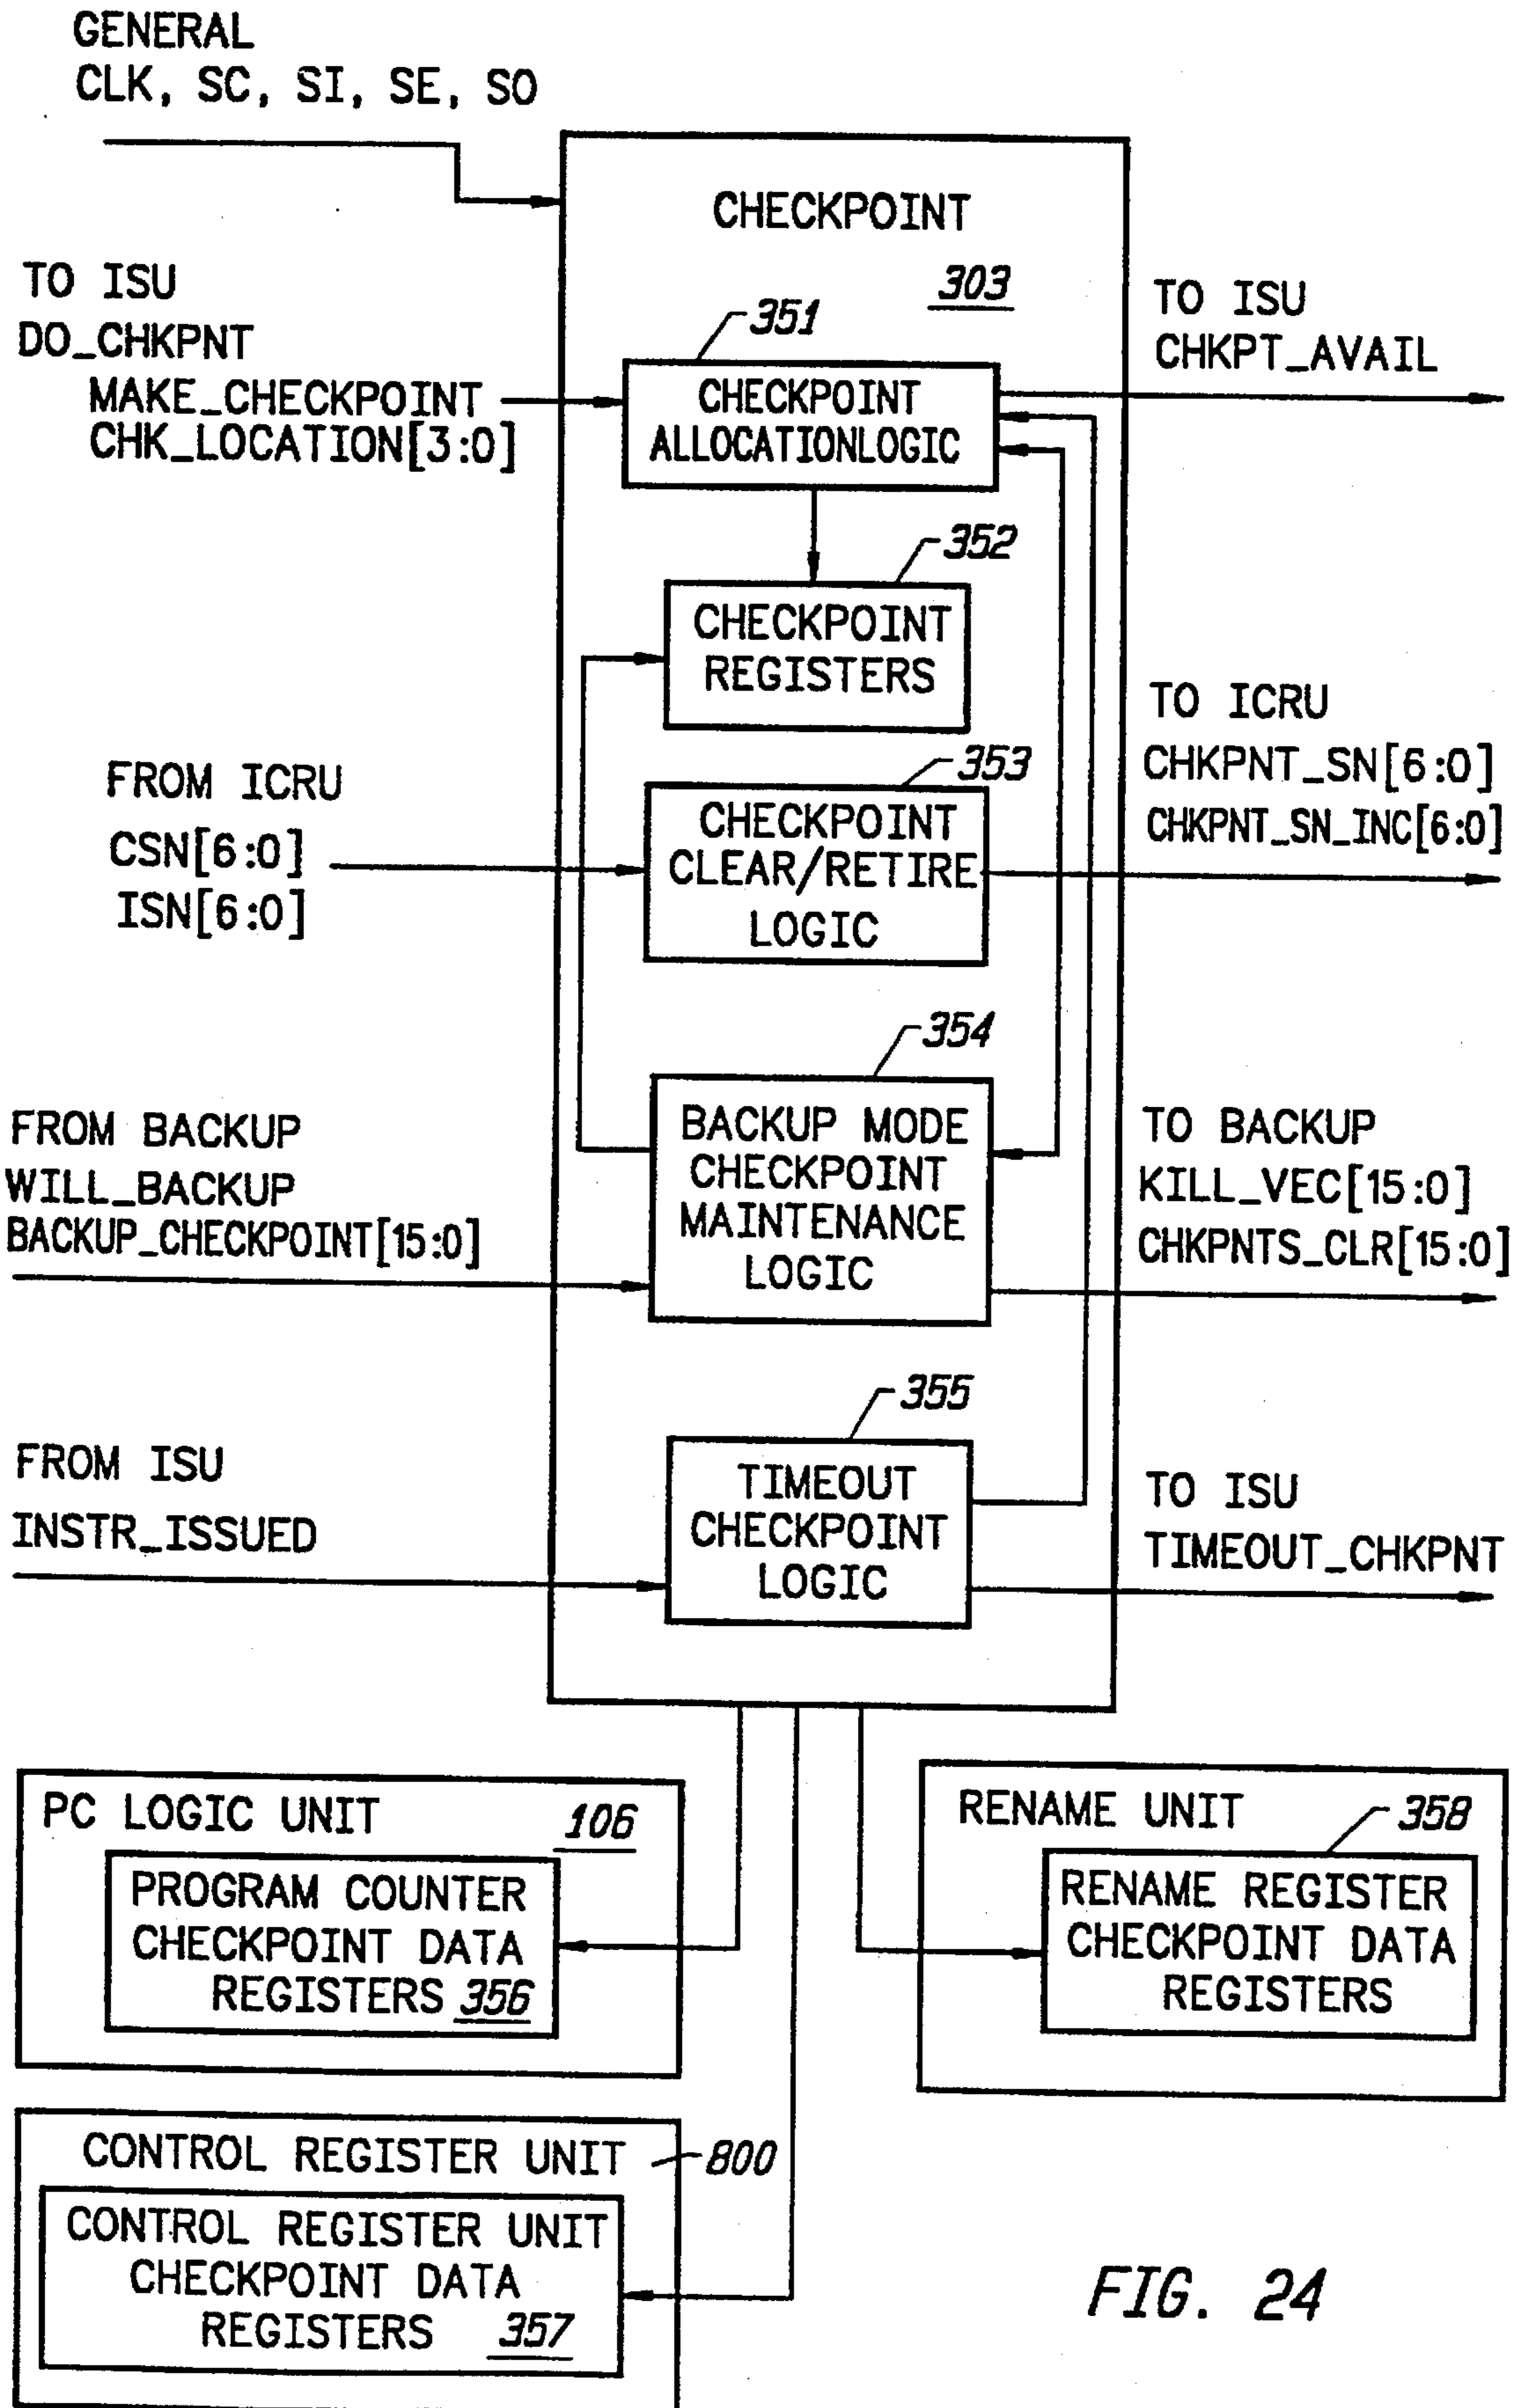 GENERAL
CLK, SC, SI, SE, SO
CHECKPOINT
303
TO ISU
DO_CHKPNT
MAKE_CHECKPOINT
CHK_LOCATION[3:0]
351
CHECKPOINT
ALLOCATIONLOGIC
TO ISU
CHKPT_AVAIL
352
CHECKPOINT
REGISTERS
FROM ICRU
CSN[6:0]
ISN[6:0]
353
CHECKPOINT
CLEAR/RETIRE
LOGIC
TO ICRU
CHKPNT_SN[6:0]
CHKPNT_SN_INC[6:0]
354
FROM BACKUP
WILL_BACKUP
BACKUP_CHECKPOINT[15:0]
BACKUP MODE
CHECKPOINT
MAINTENANCE
LOGIC
TO BACKUP
KILL_VEC[15:0]
CHKPNTS_CLR[15:0]
355
FROM ISU
INSTR_ISSUED
TIMEOUT
CHECKPOINT
LOGIC
TO ISU
TIMEOUT_CHKPNT
PC LOGIC UNIT 106
PROGRAM COUNTER
CHECKPOINT DATA
REGISTERS 356
RENAME UNIT
358
RENAME REGISTER
CHECKPOINT DATA
REGISTERS
CONTROL REGISTER UNIT 800
CONTROL REGISTER UNIT
CHECKPOINT DATA
REGISTERS 357
FIG. 24